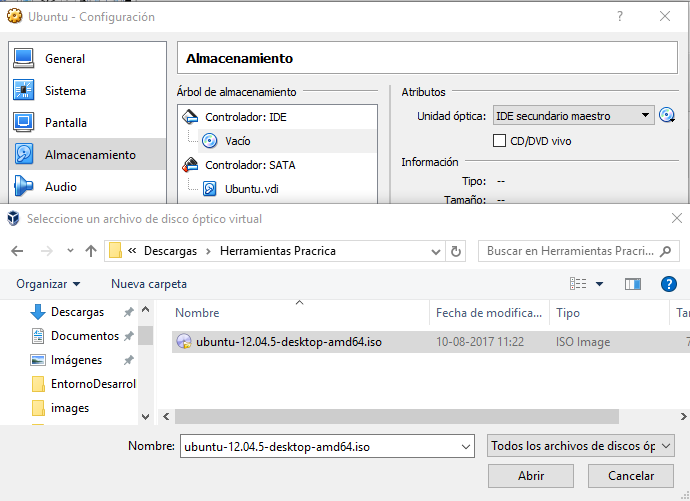 Ubuntu - Configuración
General
Sistema
Pantalla
Almacenamiento
Audio
Almacenamiento
Árbol de almacenamiento
Controlador: IDE
Vacío
Controlador: SATA
Ubuntu.vdi
Atributos
Unidad óptica: IDE secundario maestro
CD/DVD vivo
Información
Tipo: --
Tamaño: --
Seleccione un archivo de disco óptico virtual
« Descargas › Herramientas Pracrica
Buscar en Herramientas Pracri...
Organizar
Nueva carpeta
Descargas
Documentos
Imágenes
EntornoDesarrol
images
Nombre Fecha de modifica... Tipo Ta
ubuntu-12.04.5-desktop-amd64.iso 10-08-2017 11:22 ISO Image 7
Nombre: ubuntu-12.04.5-desktop-amd64.iso
Todos los archivos de discos óp
Abrir Cancelar